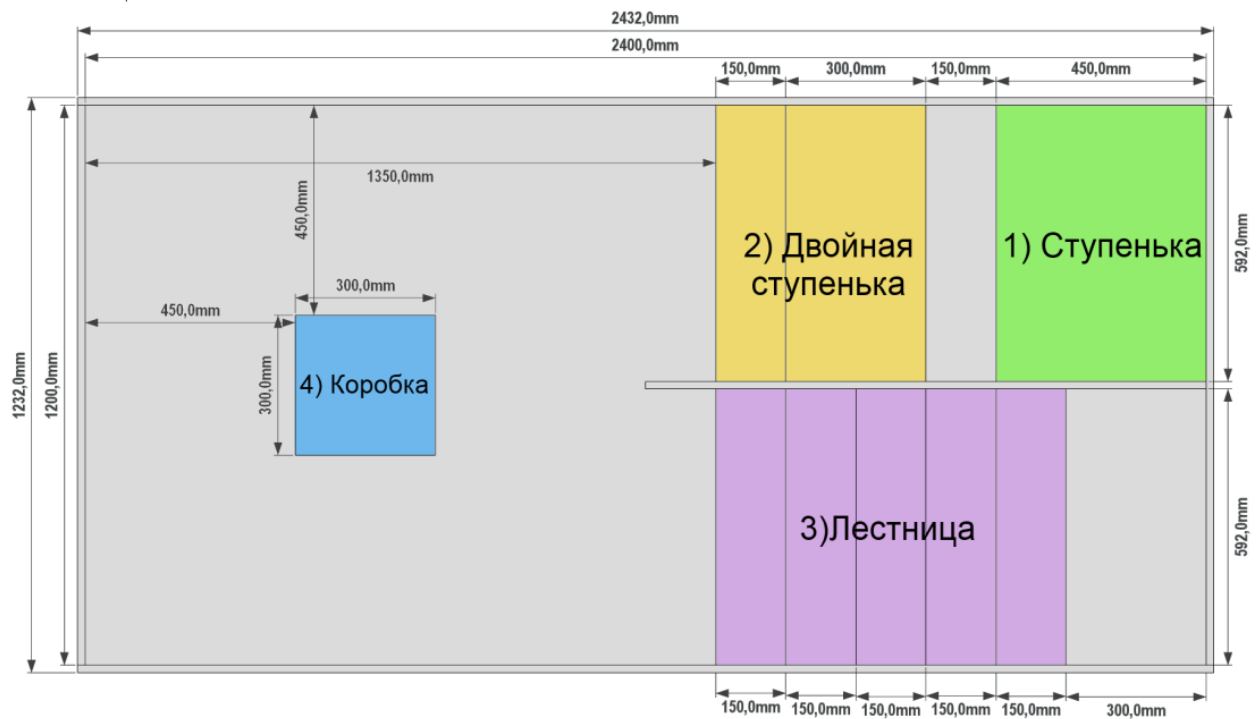 2432,0mm
2400,0mm
150,0mm 300,0mm 150,0mm 450,0mm
1350,0mm
450,0mm
592,0mm
2) Двойная
ступенька
1) Ступенька
300,0mm
450,0mm
4) Коробка
300,0mm
1232,0mm
1200,0mm
3)Лестница
592,0mm
150,0mm 150,0mm 150,0mm 150,0mm 150,0mm 300,0mm